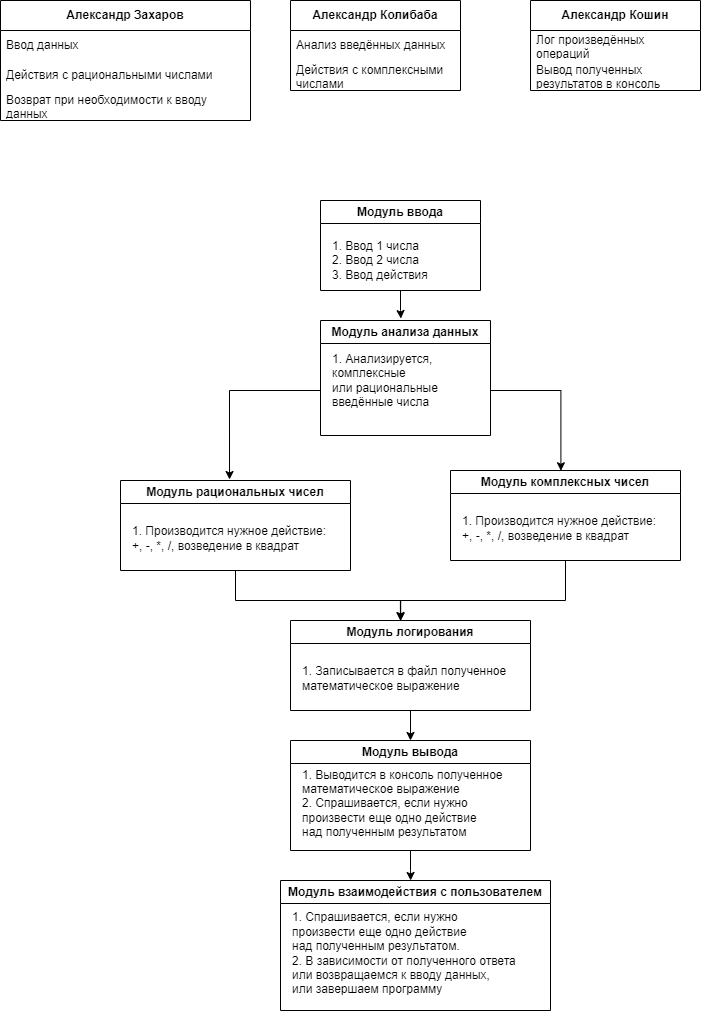 Александр Захаров
Ввод данных
Действия с рациональными числами
Возврат при необходимости к вводу
данных
Александр Колибаба
Анализ введённых данных
Действия с комплексными
числами
Александр Кошин
Лог произведённых
операций
Вывод полученных
результатов в консоль
Модуль ввода
1. Ввод 1 числа
2. Ввод 2 числа
3. Ввод действия
Модуль анализа данных
1. Анализируется,
комплексные
или рациональные
введённые числа
Модуль рациональных чисел
1. Производится нужное действие:
+, -, *, /, возведение в квадрат
Модуль комплексных чисел
1. Производится нужное действие:
+, -, *, /, возведение в квадрат
Модуль логирования
1. Записывается в файл полученное
математическое выражение
Модуль вывода
1. Выводится в консоль полученное
математическое выражение
2. Спрашивается, если нужно
произвести еще одно действие
над полученным результатом
Модуль взаимодействия с пользователем
1. Спрашивается, если нужно
произвести еще одно действие
над полученным результатом.
2. В зависимости от полученного ответа
или возвращаемся к вводу данных,
или завершаем программу